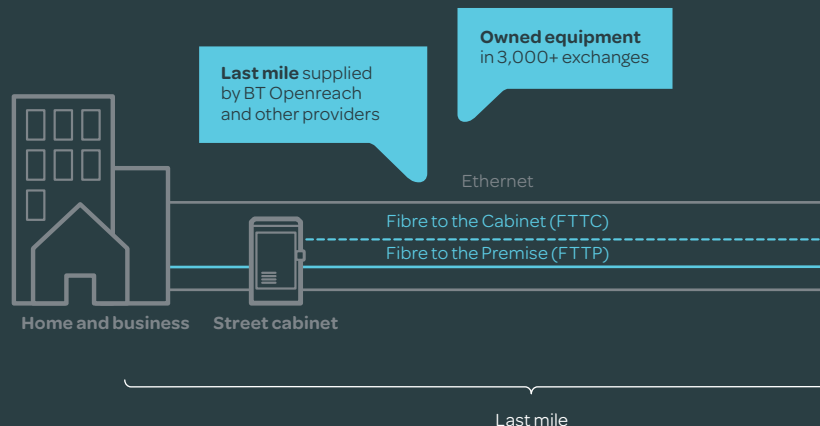 Owned equipment
in 3,000+ exchanges
Last mile supplied
by BT Openreach
and other providers
Ethernet
Fibre to the Cabinet (FTTC)
Fibre to the Premise (FTTP)
Home and business
Street cabinet
Last mile